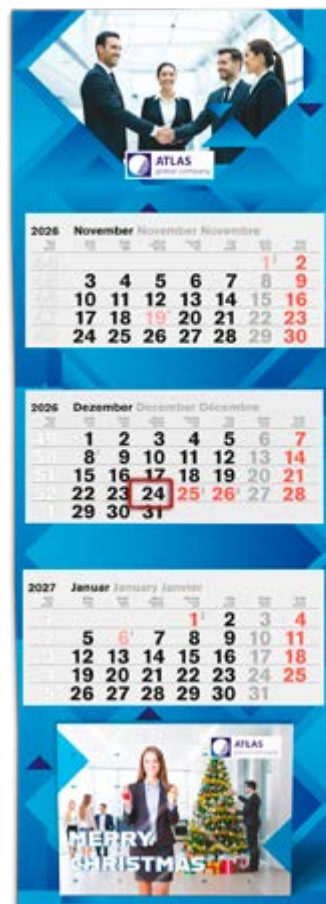 ATLAS
global company
2026 November November Novembre
1 2
3 4 5 6 7 8 9
10 11 12 13 14 15 16
17 18 19 20 21 22 23
24 25 26 27 28 29 30
2026 Dezember December Décembre
49 1 2 3 4 5 6 7
50 8 9 10 11 12 13 14
51 15 16 17 18 19 20 21
52 22 23 24 25 26 27 28
1 29 30 31
2027 Januar January Janvier
1 2 3 4
5 6 7 8 9 10 11
12 13 14 15 16 17 18
19 20 21 22 23 24 25
26 27 28 29 30 31
ATLAS
MERRY
CHRISTMAS